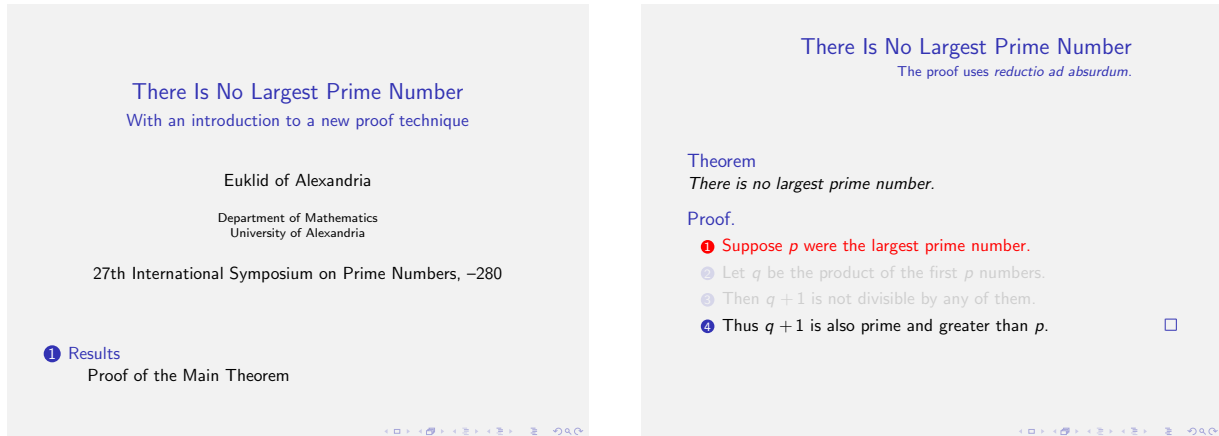 There Is No Largest Prime Number
With an introduction to a new proof technique
Euklid of Alexandria
Department of Mathematics
University of Alexandria
27th International Symposium on Prime Numbers, –280
1 Results
Proof of the Main Theorem
There Is No Largest Prime Number
The proof uses reductio ad absurdum.
Theorem
There is no largest prime number.
Proof.
1 Suppose p were the largest prime number.
2 Let q be the product of the first p numbers.
3 Then q + 1 is not divisible by any of them.
4 Thus q + 1 is also prime and greater than p. □